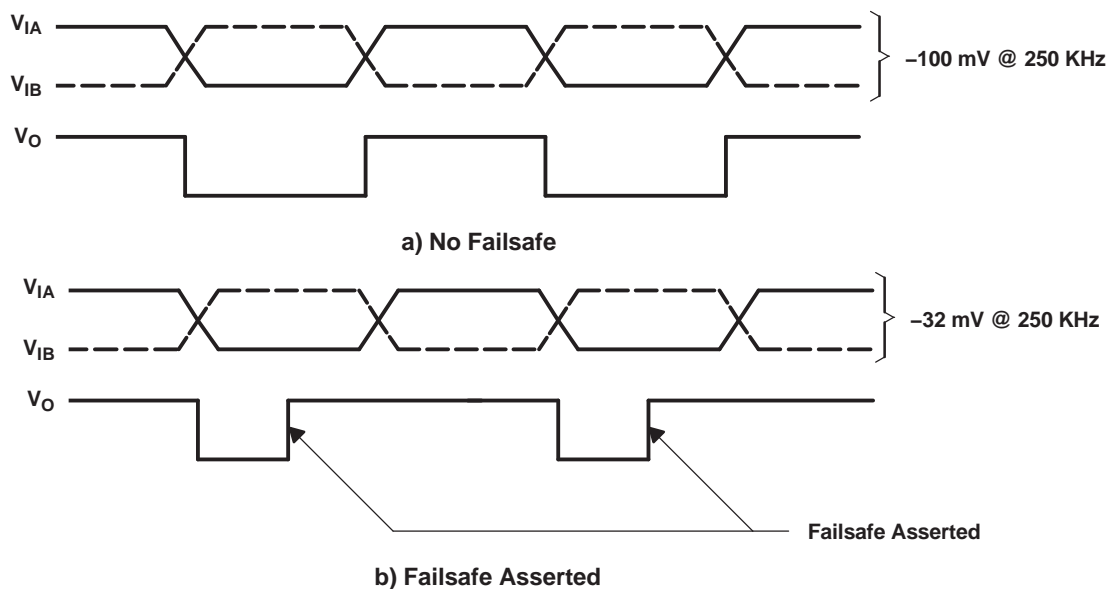 VIA
VIB
–100 mV @ 250 KHz
VO
a) No Failsafe
VIA
VIB
–32 mV @ 250 KHz
VO
Failsafe Asserted
b) Failsafe Asserted